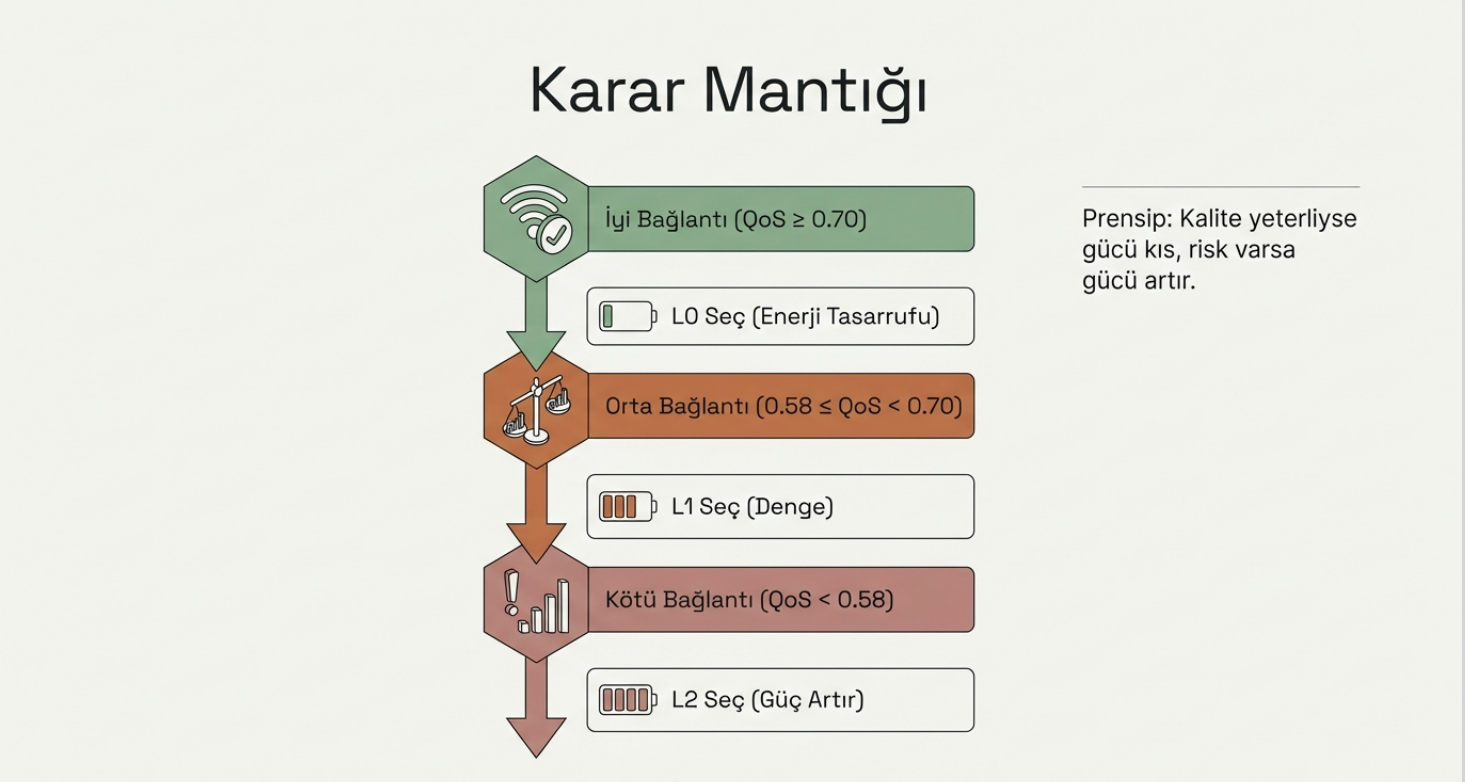 Karar Mantığı
İyi Bağlantı (QoS ≥ 0.70)
L0 Seç (Enerji Tasarrufu)
Orta Bağlantı (0.58 ≤ QoS < 0.70)
L1 Seç (Denge)
Kötü Bağlantı (QoS < 0.58)
L2 Seç (Güç Artır)
Prensip: Kalite yeterliyse
gücü kıs, risk varsa
gücü artır.